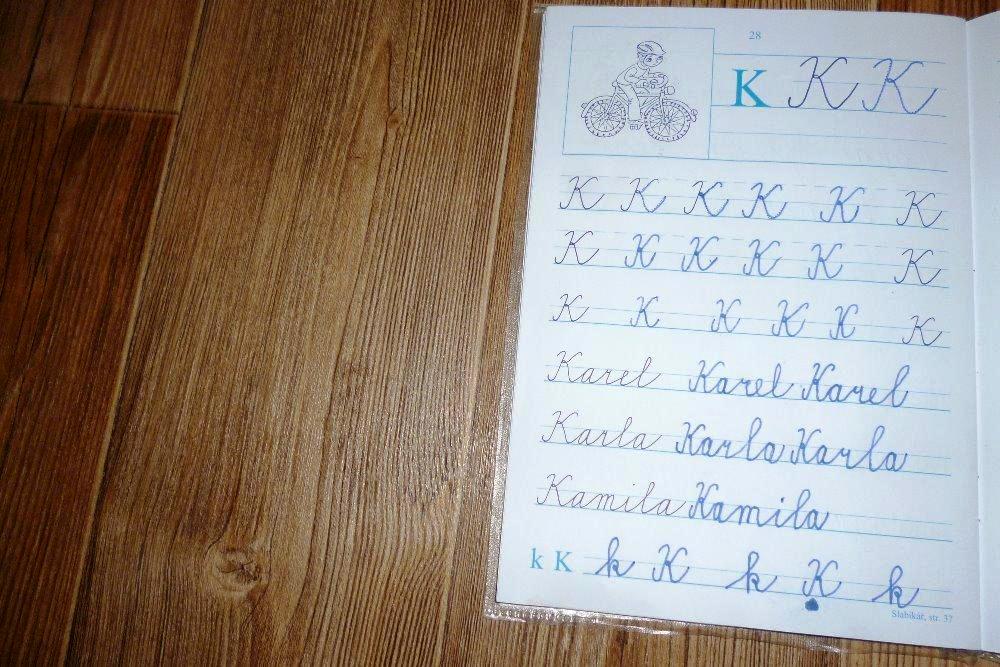 28
K K K
K K K K K K
K K K K K K
K K K K K K
Karel Karel Karel
Karla Karla Karla
Kamila Kamila
k K k K k K k
Slabikář, str. 37